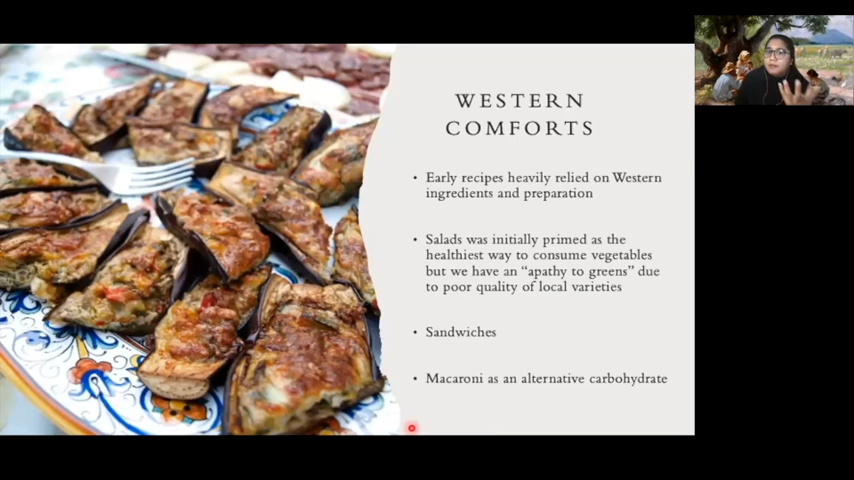 WESTERN
COMFORTS
• Early recipes heavily relied on Western
ingredients and preparation
• Salads was initially primed as the
healthiest way to consume vegetables
but we have an “apathy to greens” due
to poor quality of local varieties
• Sandwiches
• Macaroni as an alternative carbohydrate